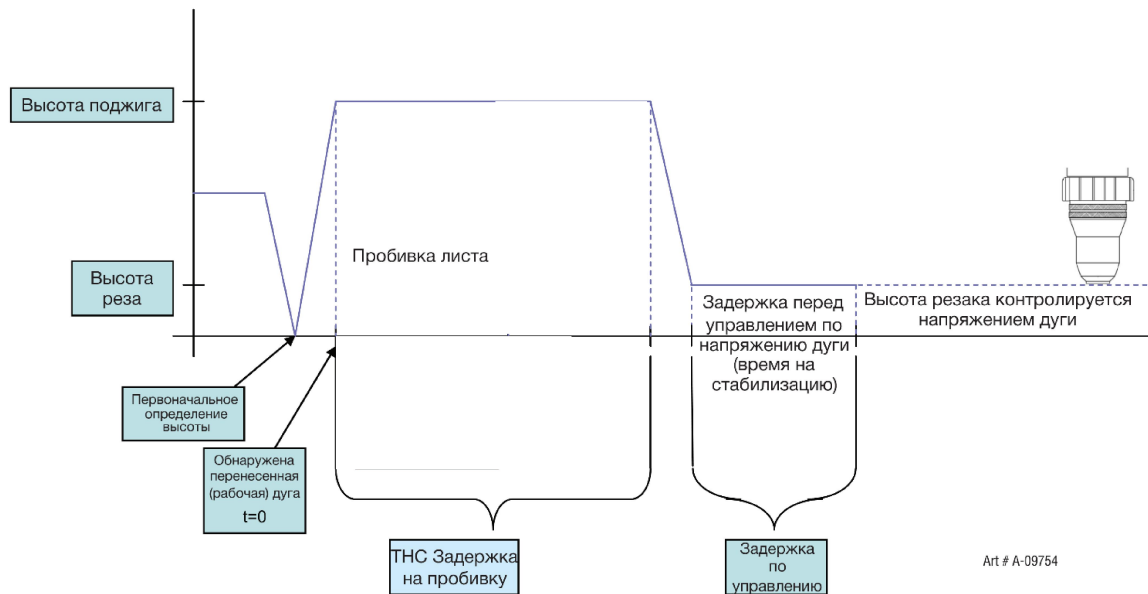 Высота поджига
Пробивка листа
Высота
реза
Задержка перед
управлением по
напряжению дуги
(время на
стабилизацию)
Высота резака контролируется
напряжением дуги
Первоначальное
определение
высоты
Обнаружена
перенесенная
(рабочая) дуга
t=0
ТНС Задержка
на пробивку
Задержка
по
управлению
Art # A-09754